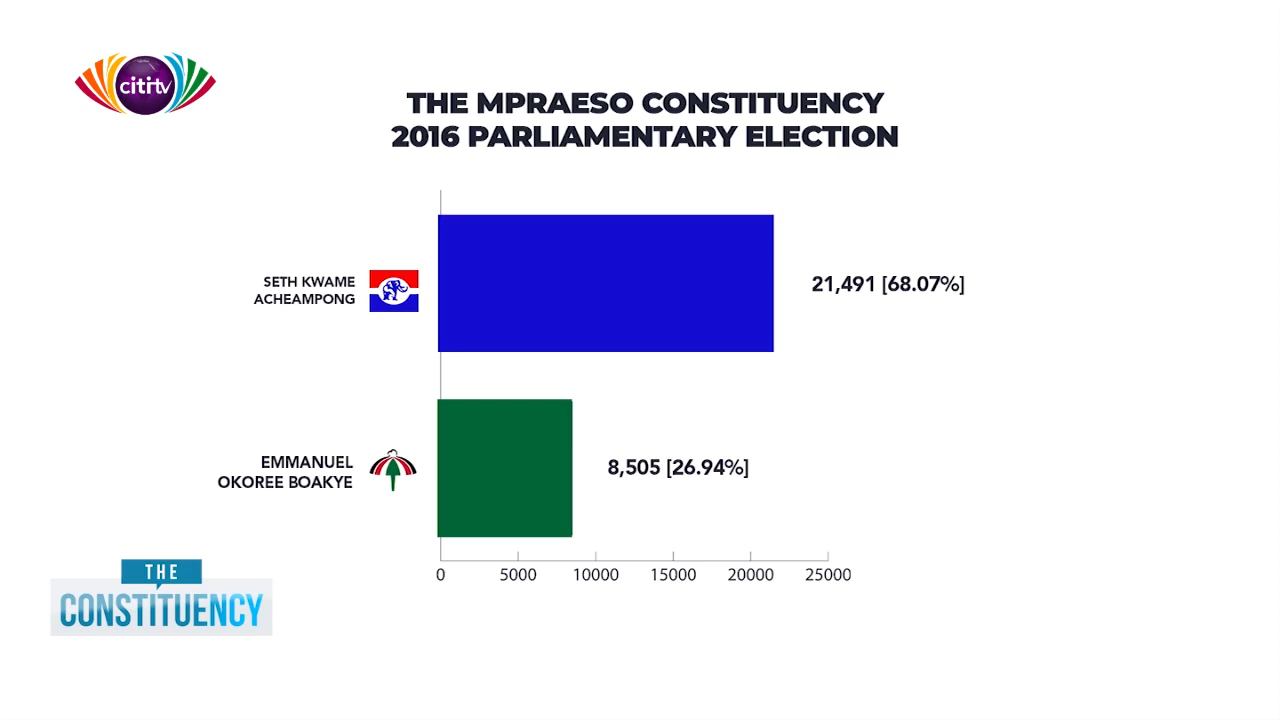 citi tv
THE MPRAESO CONSTITUENCY
2016 PARLIAMENTARY ELECTION
SETH KWAME
ACHEAMPONG
21,491 [68.07%]
EMMANUEL
OKOREE BOAKYE
8,505 [26.94%]
0 5000 10000 15000 20000 25000
THE
CONSTITUENCY